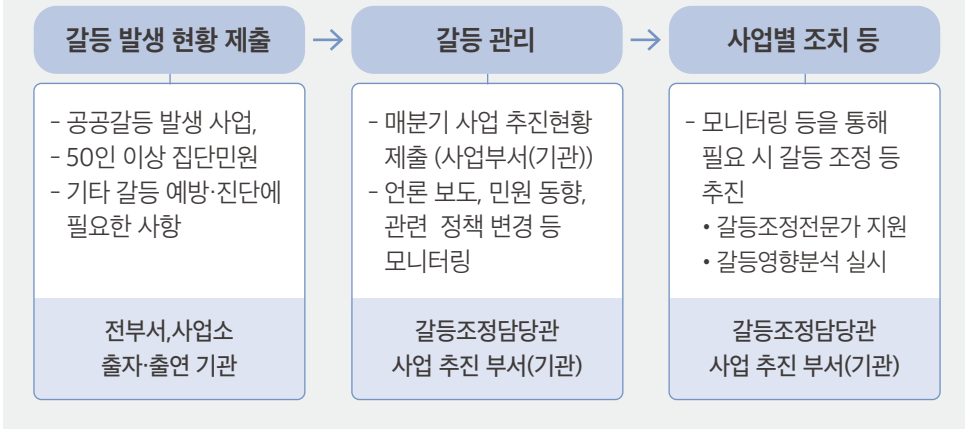 갈등 발생 현황 제출 → 갈등 관리 → 사업별 조치 등
- 공공갈등 발생 사업,
- 50인 이상 집단민원
- 기타 갈등 예방·진단에
필요한 사항
전부서,사업소
출자·출연 기관
- 매분기 사업 추진현황
제출 (사업부서(기관))
- 언론 보도, 민원 동향,
관련 정책 변경 등
모니터링
갈등조정담당관
사업 추진 부서(기관)
- 모니터링 등을 통해
필요 시 갈등 조정 등
추진
• 갈등조정전문가 지원
• 갈등영향분석 실시
갈등조정담당관
사업 추진 부서(기관)